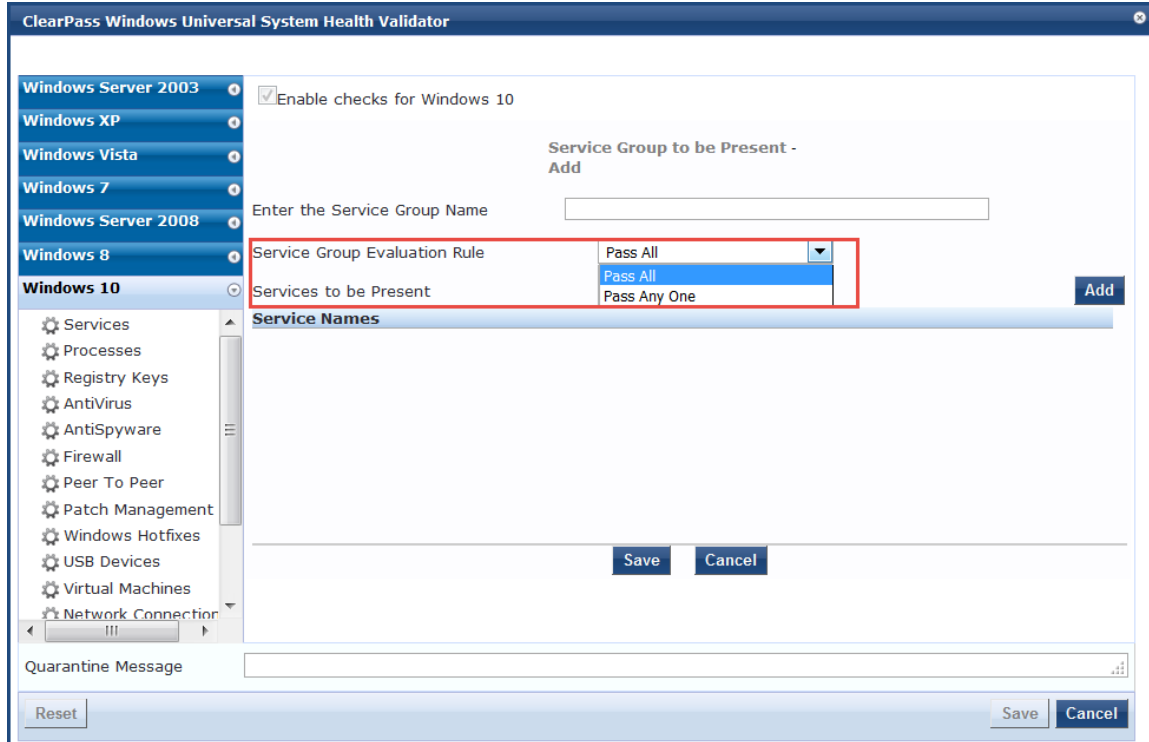 ClearPass Windows Universal System Health Validator
Windows Server 2003
Windows XP
Windows Vista
Windows 7
Windows Server 2008
Windows 8
Windows 10
Services
Processes
Registry Keys
AntiVirus
AntiSpyware
Firewall
Peer To Peer
Patch Management
Windows Hotfixes
USB Devices
Virtual Machines
Network Connection
Enable checks for Windows 10
Service Group to be Present -
Add
Enter the Service Group Name
Service Group Evaluation Rule Pass All
Pass All
Services to be Present Pass Any One Add
Service Names
Save Cancel
Quarantine Message
Reset Save Cancel